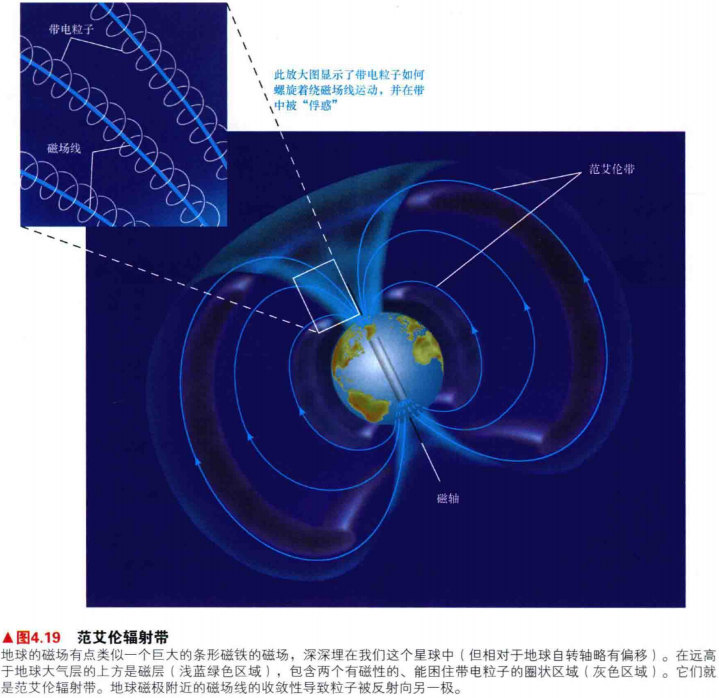 带电粒子
磁场线
此放大图显示了带电粒子如何
螺旋着绕磁场线运动，并在带
中被“俘惑”
范艾伦带
磁轴
▲图4.19 范艾伦辐射带
地球的磁场有点类似一个巨大的条形磁铁的磁场，深深埋在我们这个星球中（但相对于地球自转轴略有偏移）。在远高
于地球大气层的上方是磁层（浅蓝绿色区域），包含两个有磁性的、能困住带电粒子的圈状区域（灰色区域）。它们就
是范艾伦辐射带。地球磁极附近的磁场线的收敛性导致粒子被反射向另一极。